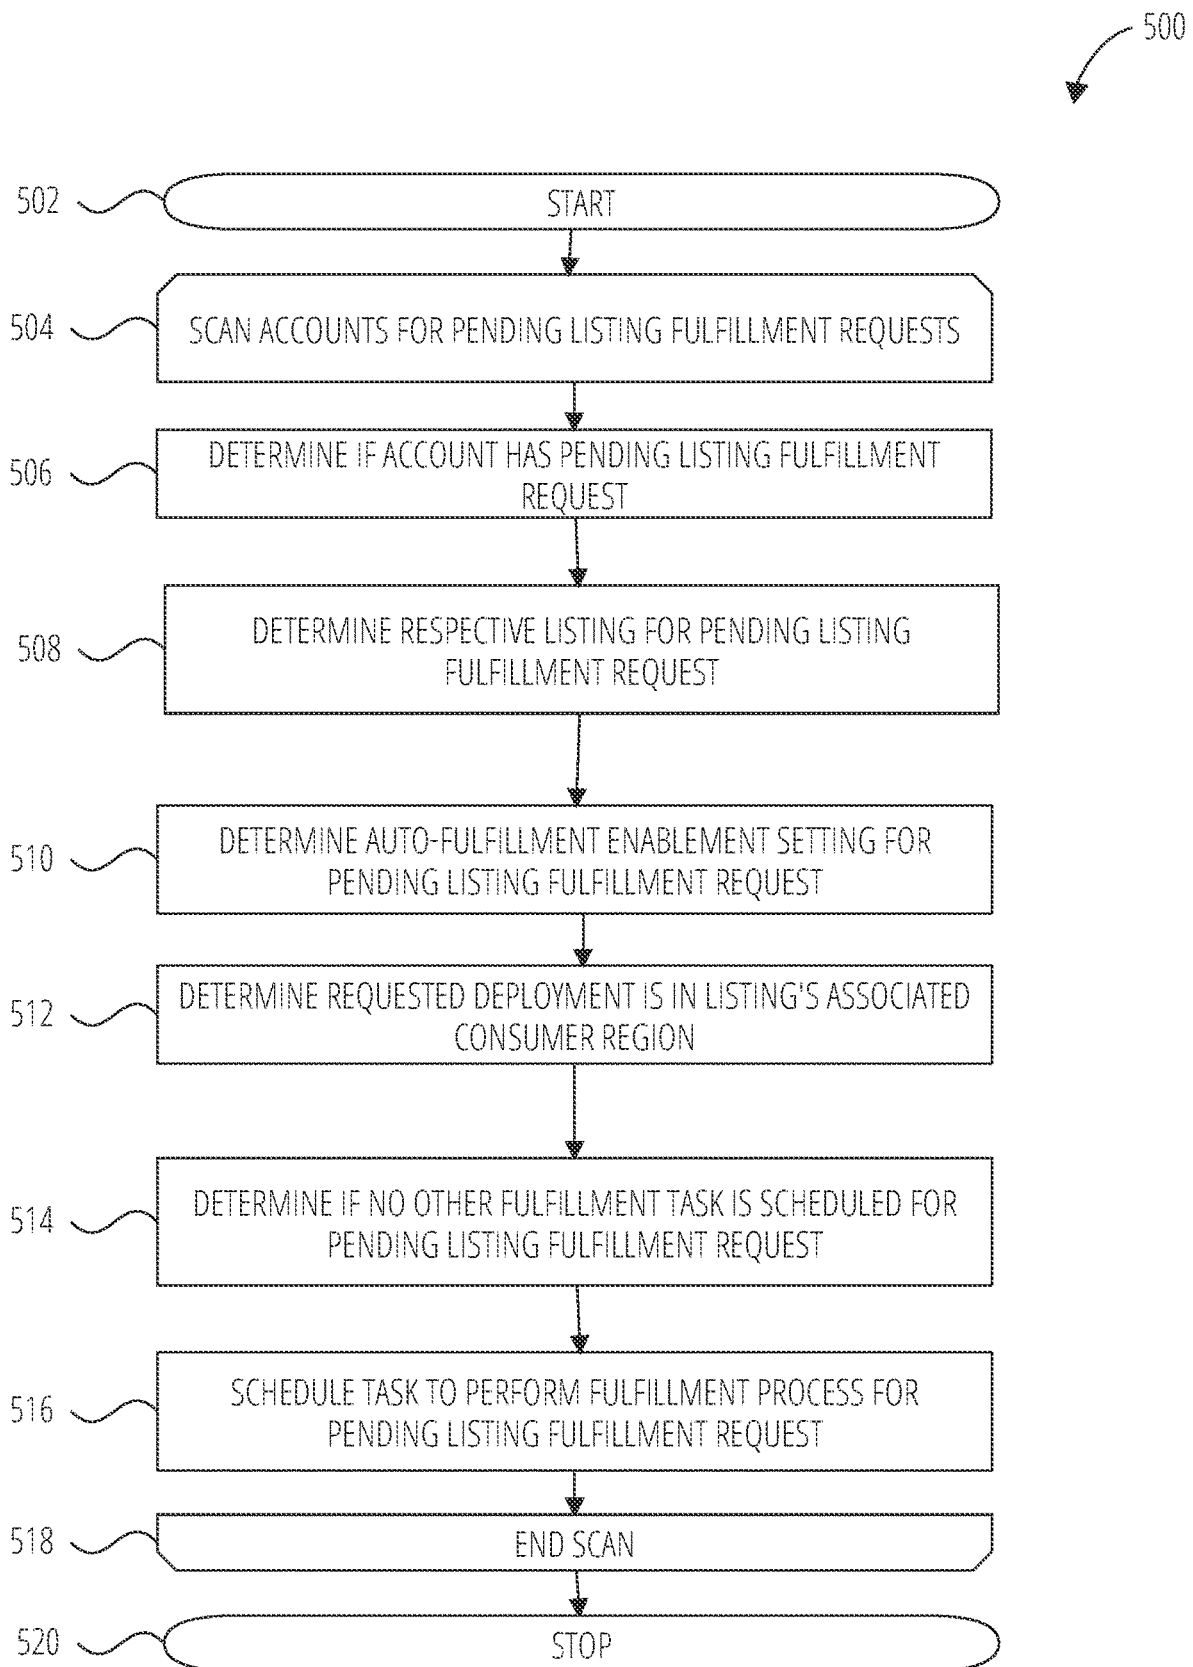 500
502
START
504
SCAN ACCOUNTS FOR PENDING LISTING FULFILLMENT REQUESTS
506
DETERMINE IF ACCOUNT HAS PENDING LISTING FULFILLMENT
REQUEST
508
DETERMINE RESPECTIVE LISTING FOR PENDING LISTING
FULFILLMENT REQUEST
510
DETERMINE AUTO-FULFILLMENT ENABLEMENT SETTING FOR
PENDING LISTING FULFILLMENT REQUEST
512
DETERMINE REQUESTED DEPLOYMENT IS IN LISTING'S ASSOCIATED
CONSUMER REGION
514
DETERMINE IF NO OTHER FULFILLMENT TASK IS SCHEDULED FOR
PENDING LISTING FULFILLMENT REQUEST
516
SCHEDULE TASK TO PERFORM FULFILLMENT PROCESS FOR
PENDING LISTING FULFILLMENT REQUEST
518
END SCAN
520
STOP